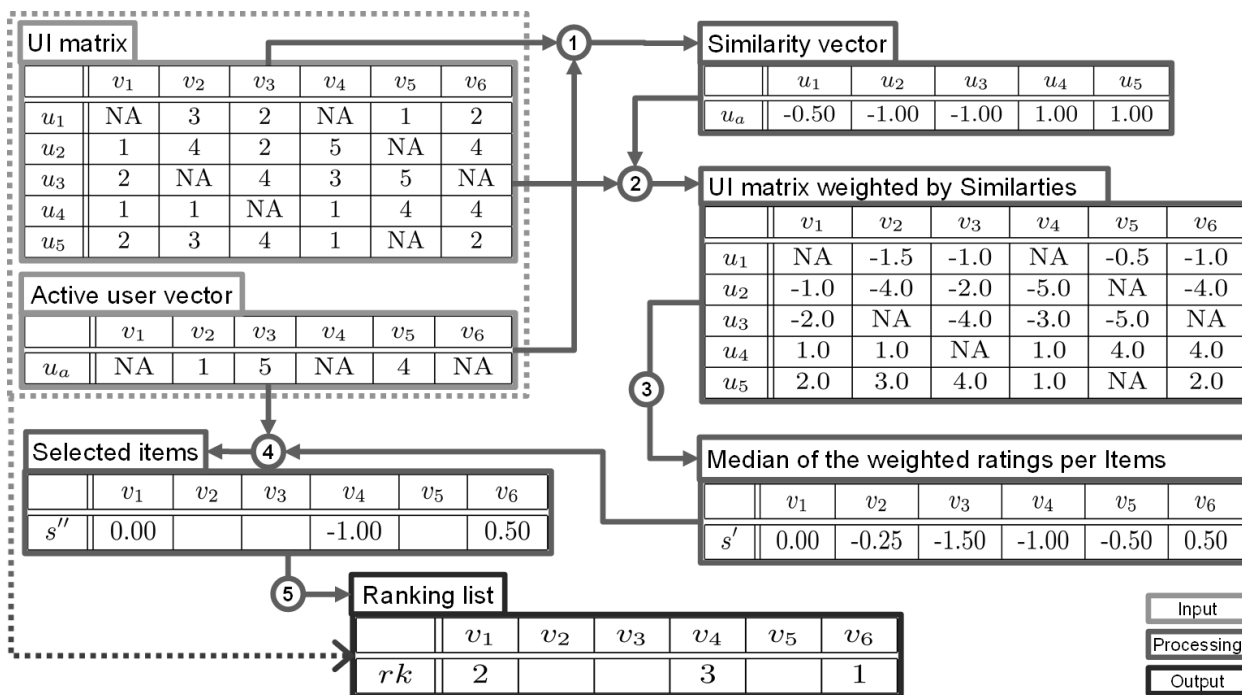 UI matrix
v1 v2 v3 v4 v5 v6
u1 NA 3 2 NA 1 2
u2 1 4 2 5 NA 4
u3 2 NA 4 3 5 NA
u4 1 1 NA 1 4 4
u5 2 3 4 1 NA 2
Active user vector
v1 v2 v3 v4 v5 v6
ua NA 1 5 NA 4 NA
1
Similarity vector
u1 u2 u3 u4 u5
ua -0.50 -1.00 -1.00 1.00 1.00
2
UI matrix weighted by Similarties
v1 v2 v3 v4 v5 v6
u1 NA -1.5 -1.0 NA -0.5 -1.0
u2 -1.0 -4.0 -2.0 -5.0 NA -4.0
u3 -2.0 NA -4.0 -3.0 -5.0 NA
u4 1.0 1.0 NA 1.0 4.0 4.0
u5 2.0 3.0 4.0 1.0 NA 2.0
3
Median of the weighted ratings per Items
v1 v2 v3 v4 v5 v6
s′ 0.00 -0.25 -1.50 -1.00 -0.50 0.50
4
Selected items
v1 v2 v3 v4 v5 v6
s″ 0.00 -1.00 0.50
5
Ranking list
v1 v2 v3 v4 v5 v6
rk 2 3 1
Input
Processing
Output